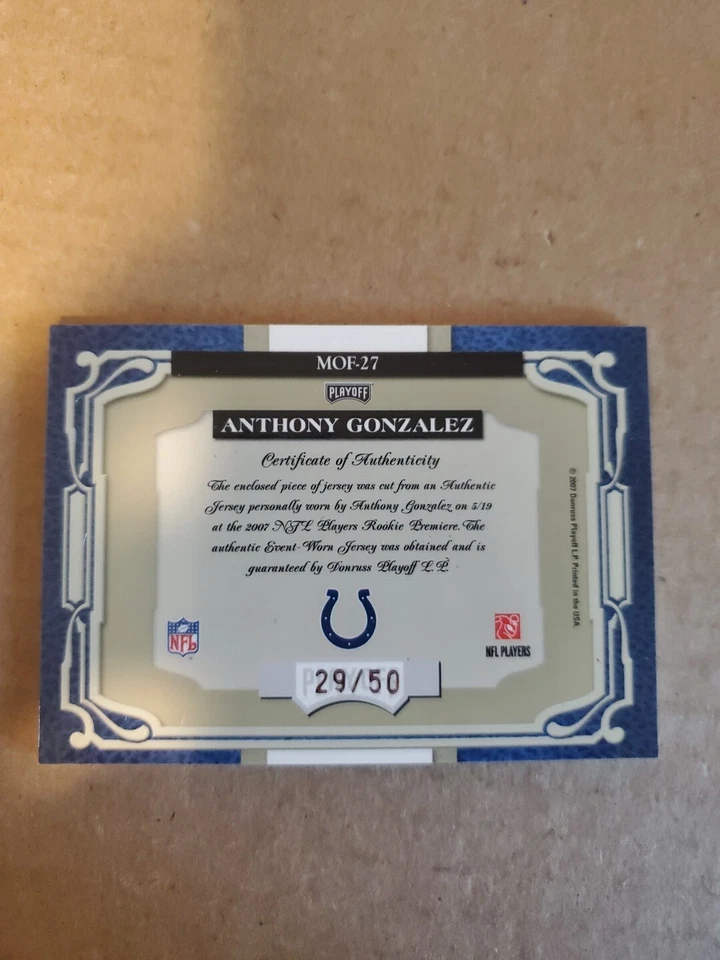 MOF-27
PLAYOFF
ANTHONY GONZALEZ
Certificate of Authenticity
The enclosed piece of jersey was cut from an Authentic
Jersey personally worn by Anthony Gonzalez on 5/19
at the 2007 NFL Players Rookie Premiere. The
authentic Event-Worn Jersey was obtained and is
guaranteed by Donruss Playoff L.P.
© 2007 Donruss Playoff L.P. Printed in the USA.
NFL
NFL PLAYERS
29/50